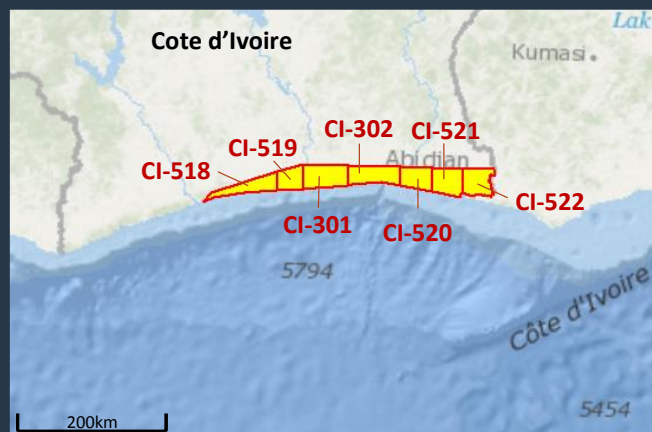 Lak
Cote d'Ivoire
Kumasi
CI-302
CI-521
CI-519
Abidjan
CI-518
CI-522
CI-301
CI-520
5794
Côte d'Ivoire
5454
200km